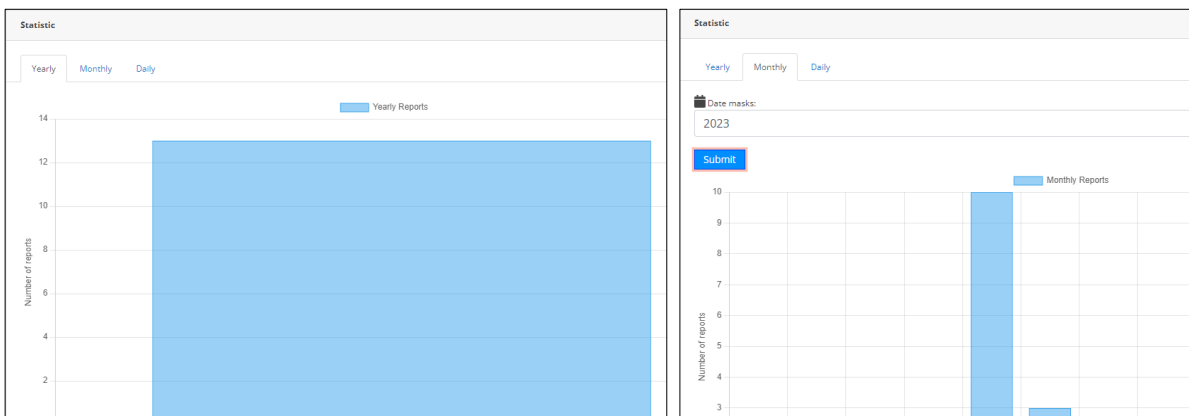 Statistic
Yearly Monthly Daily
Yearly Reports
14
12
10
8
6
4
2
Number of reports
Statistic
Yearly Monthly Daily
Date masks:
2023
Submit
Monthly Reports
10
9
8
7
6
5
4
3
Number of reports